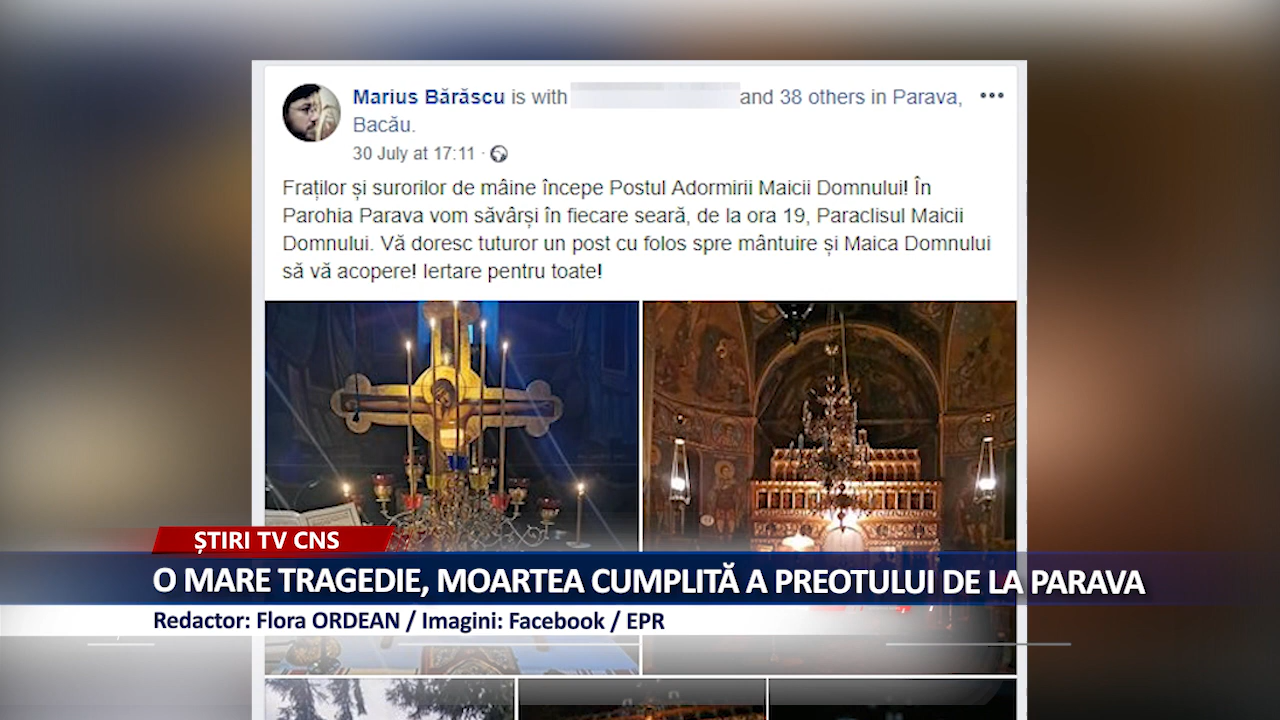 Marius Bărăscu is with and 38 others in Parava,
Bacău.
30 July at 17:11 ·
Fraților și surorilor de mâine începe Postul Adormirii Maicii Domnului! În
Parohia Parava vom săvârși în fiecare seară, de la ora 19, Paraclisul Maicii
Domnului. Vă doresc tuturor un post cu folos spre mântuire și Maica Domnului
să vă acopere! Iertare pentru toate!
ȘTIRI TV CNS
O MARE TRAGEDIE, MOARTEA CUMPLITĂ A PREOTULUI DE LA PARAVA
Redactor: Flora ORDEAN / Imagini: Facebook / EPR